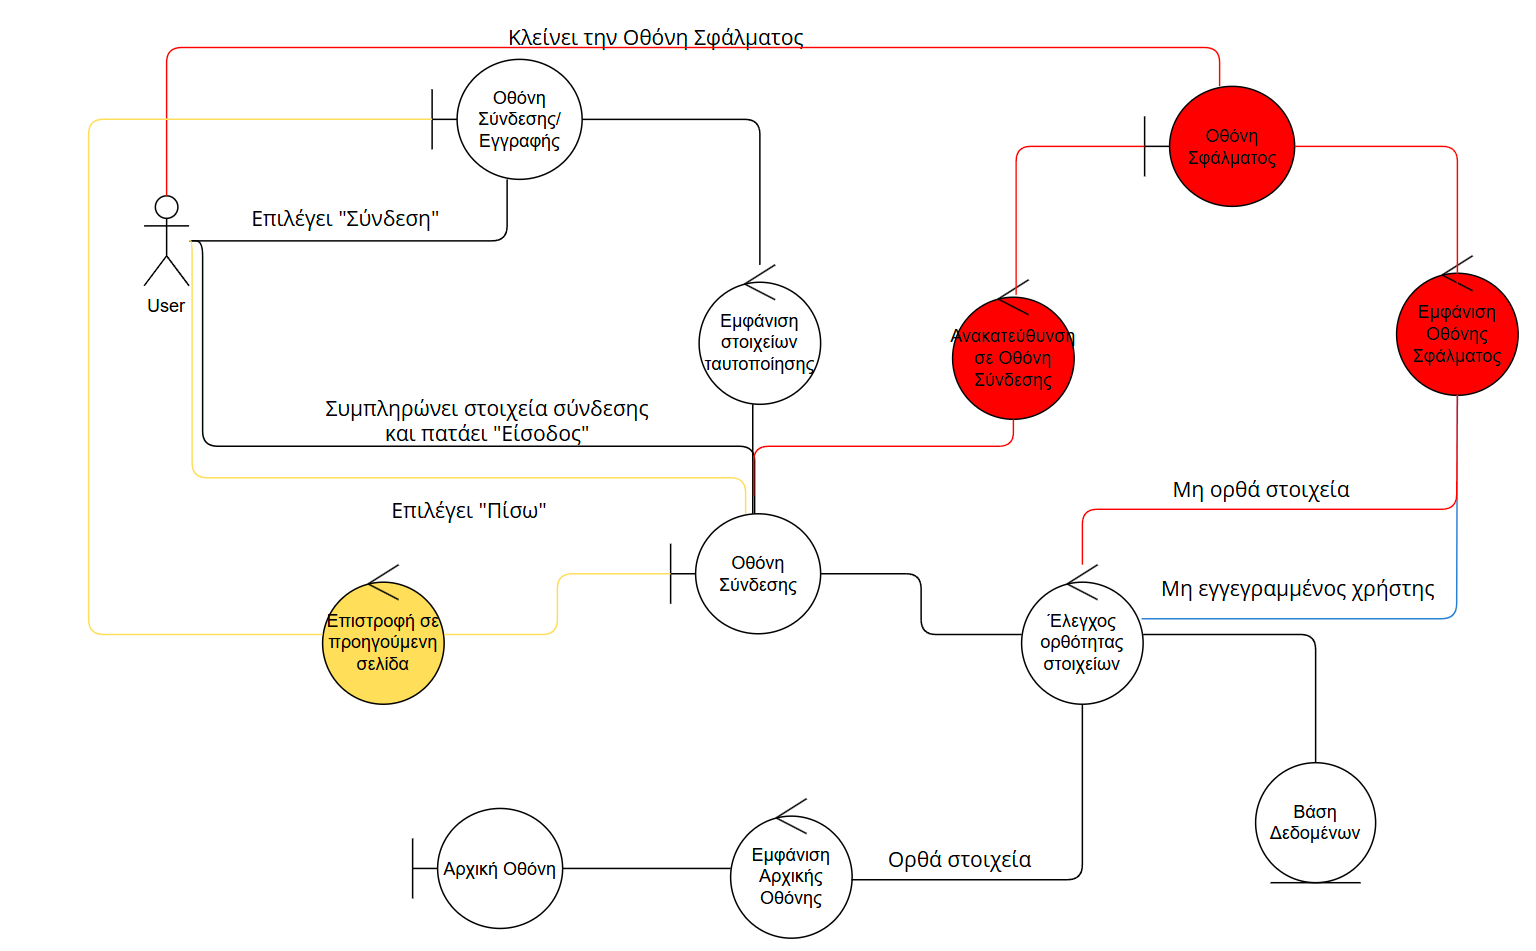 Κλείνει την Οθόνη Σφάλματος
Οθόνη
Σύνδεσης/
Εγγραφής
Οθόνη
Σφάλματος
Επιλέγει "Σύνδεση"
User
Εμφάνιση
στοιχείων
ταυτοποίησης
Ανακατεύθυνση
σε Οθόνη
Σύνδεσης
Εμφάνιση
Οθόνης
Σφάλματος
Συμπληρώνει στοιχεία σύνδεσης
και πατάει "Είσοδος"
Επιλέγει "Πίσω"
Μη ορθά στοιχεία
Οθόνη
Σύνδεσης
Μη εγγεγραμμένος χρήστης
Επιστροφή σε
προηγούμενη
σελίδα
Έλεγχος
ορθότητας
στοιχείων
Βάση
Δεδομένων
Αρχική Οθόνη
Εμφάνιση
Αρχικής
Οθόνης
Ορθά στοιχεία